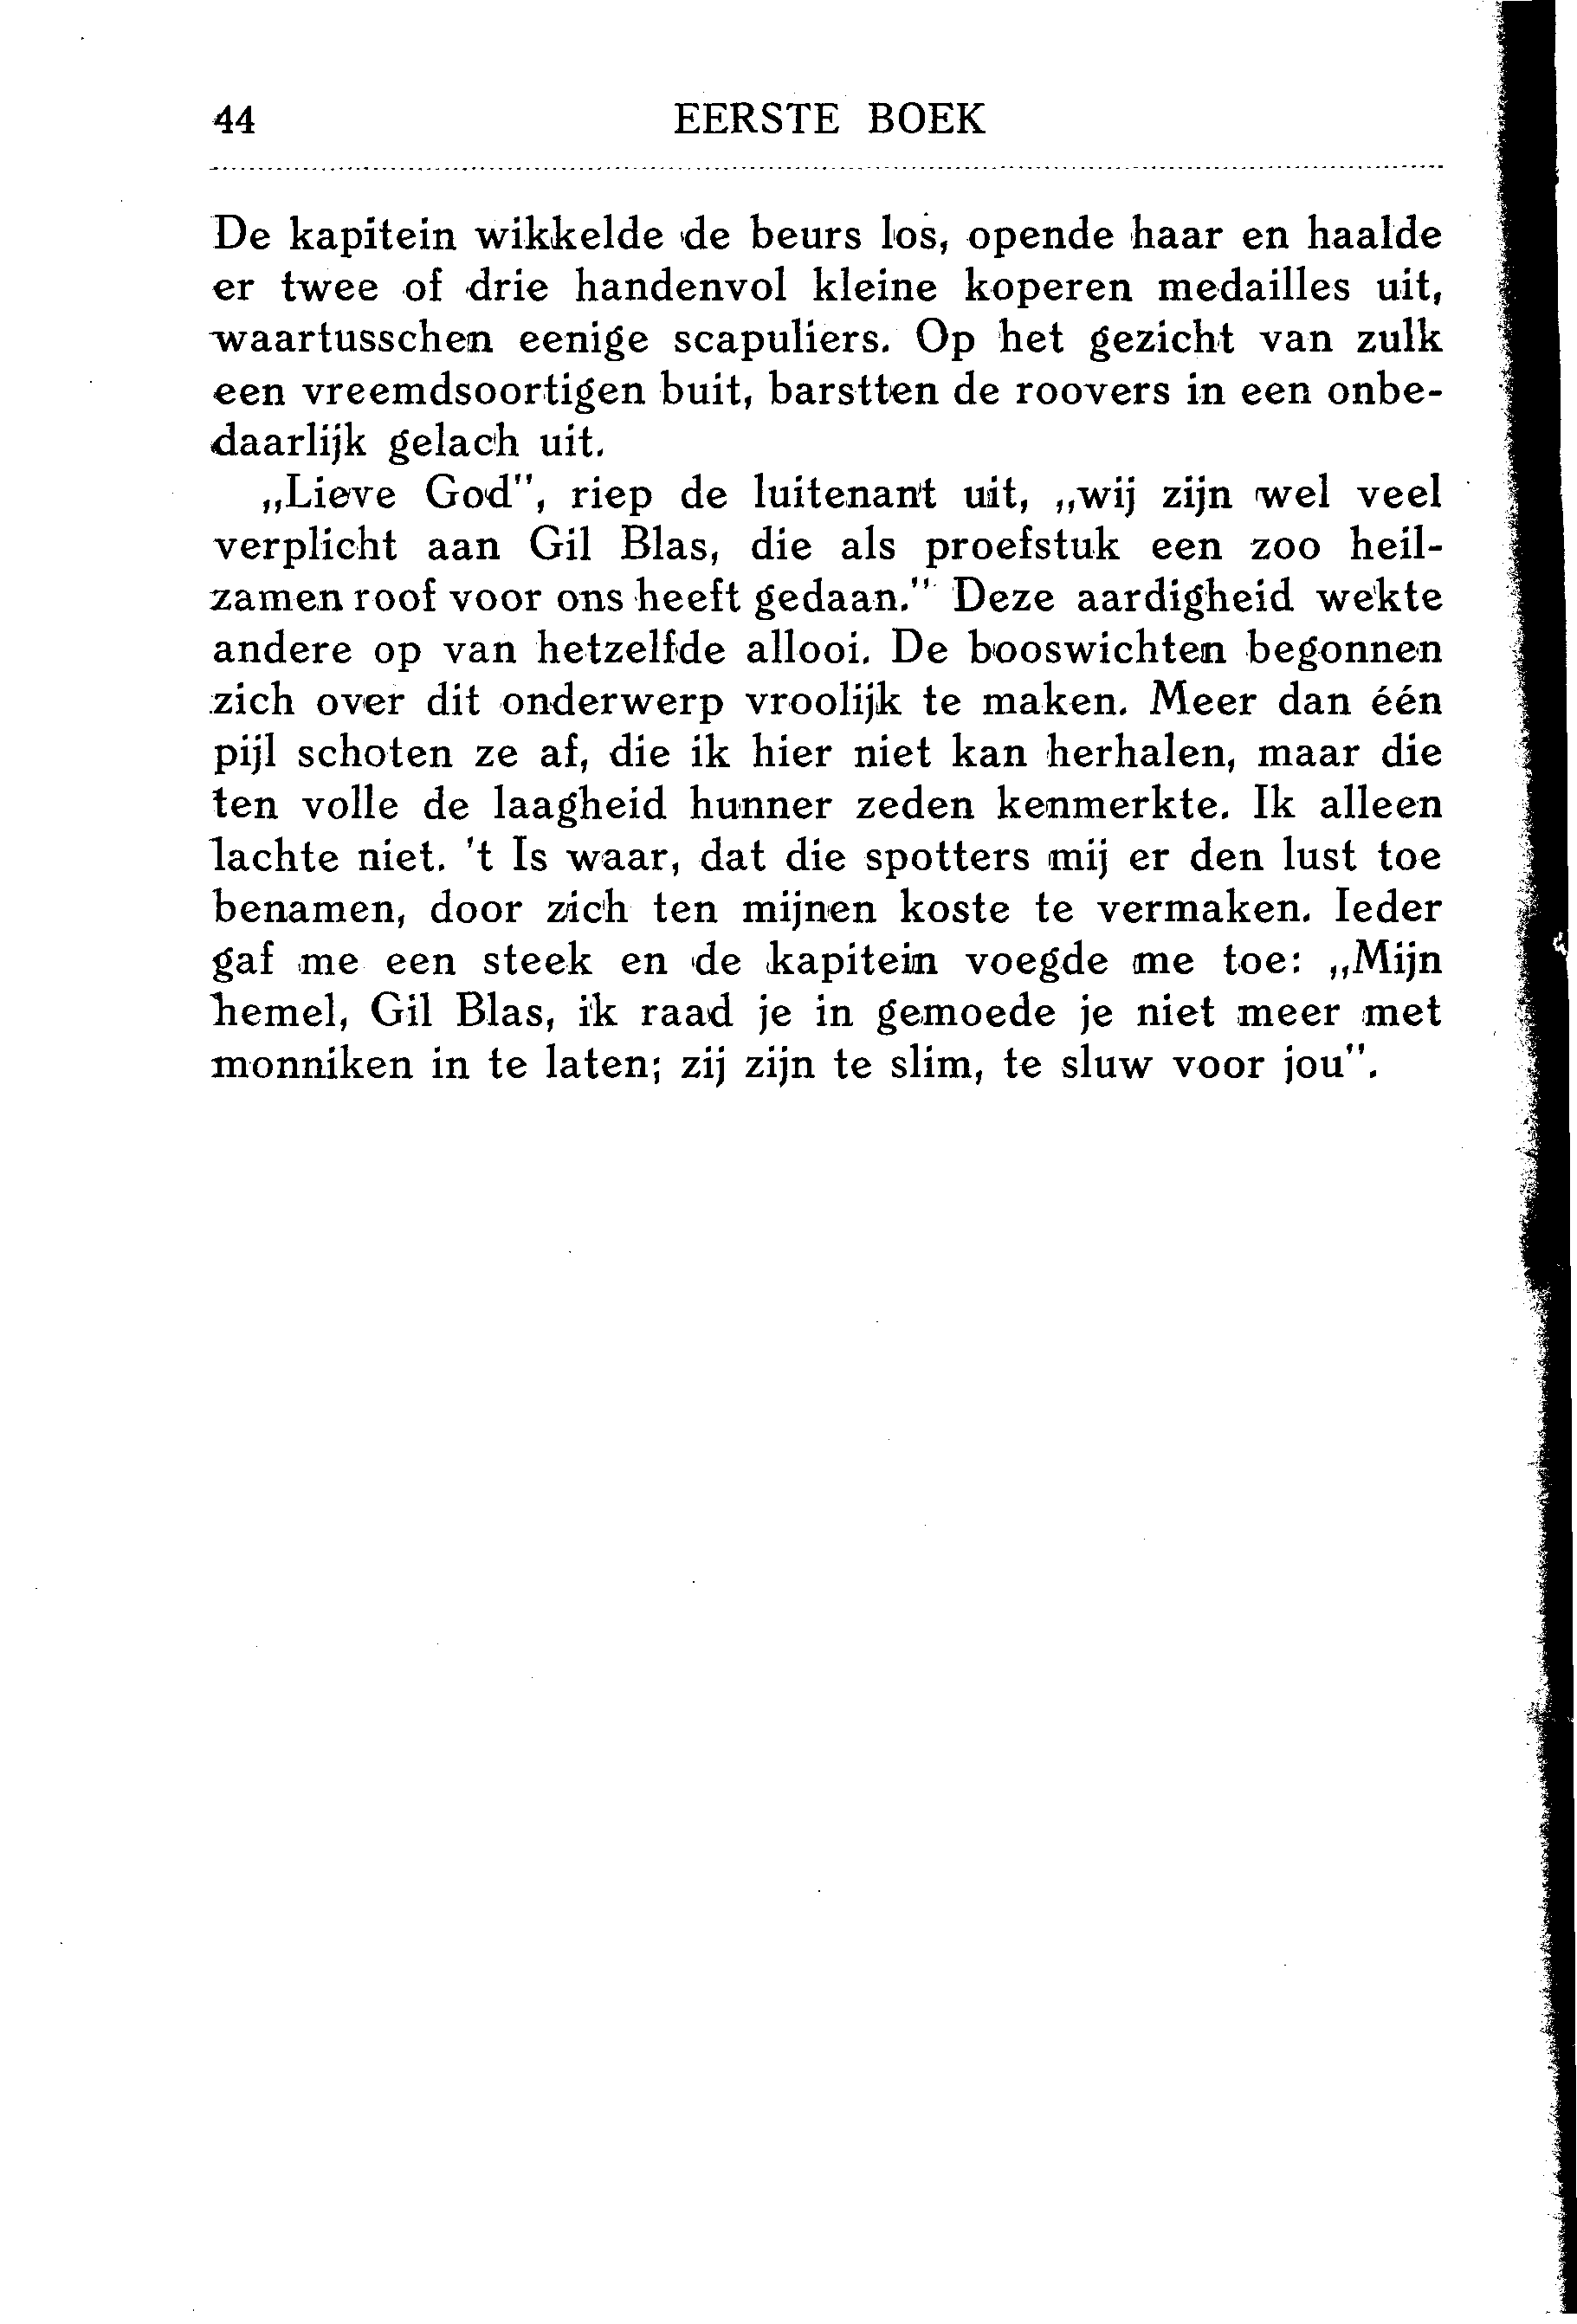 44 EERSTE BOEK
De kapitein wikkelde de beurs los, opende haar en haalde
er twee of drie handenvol kleine koperen medailles uit,
waartusschen eenige scapuliers. Op het gezicht van zulk
een vreemdsoortigen buit, barstten de roovers in een onbe-
daarlijk gelach uit.
„Lieve God", riep de luitenant uit, „wij zijn wel veel
verplicht aan Gil Blas, die als proefstuk een zoo heil-
zamen roof voor ons heeft gedaan." Deze aardigheid wekte
andere op van hetzelfde allooi. De booswichten begonnen
zich over dit onderwerp vroolijk te maken. Meer dan één
pijl schoten ze af, die ik hier niet kan herhalen, maar die
ten volle de laagheid hunner zeden kenmerkte. Ik alleen
lachte niet. 't Is waar, dat die spotters mij er den lust toe
benamen, door zich ten mijnen koste te vermaken. Ieder
gaf me een steek en de kapitein voegde me toe: „Mijn
hemel, Gil Blas, ik raad je in gemoede je niet meer met
monniken in te laten; zij zijn te slim, te sluw voor jou".